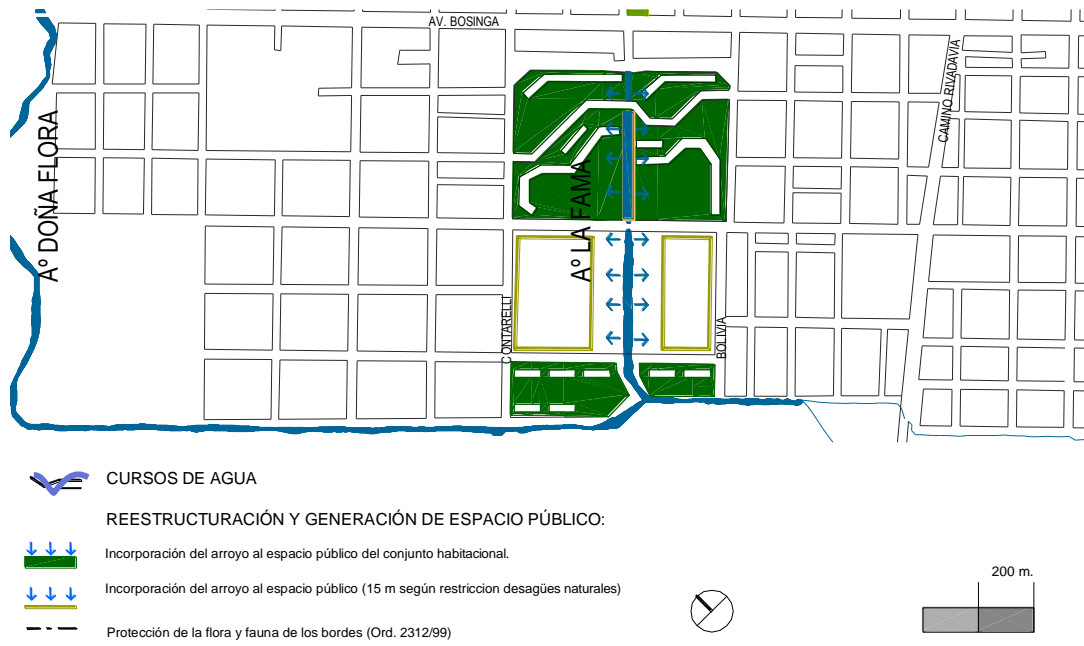 AV. BOSINGA
CAMINO RIVADAVIA
Aº DOÑA FLORA
Aº LA FAMA
CONTARELLI
BOLIVIA
CURSOS DE AGUA
REESTRUCTURACIÓN Y GENERACIÓN DE ESPACIO PÚBLICO:
Incorporación del arroyo al espacio público del conjunto habitacional.
Incorporación del arroyo al espacio público (15 m según restriccion desagües naturales)
Protección de la flora y fauna de los bordes (Ord. 2312/99)
200 m.